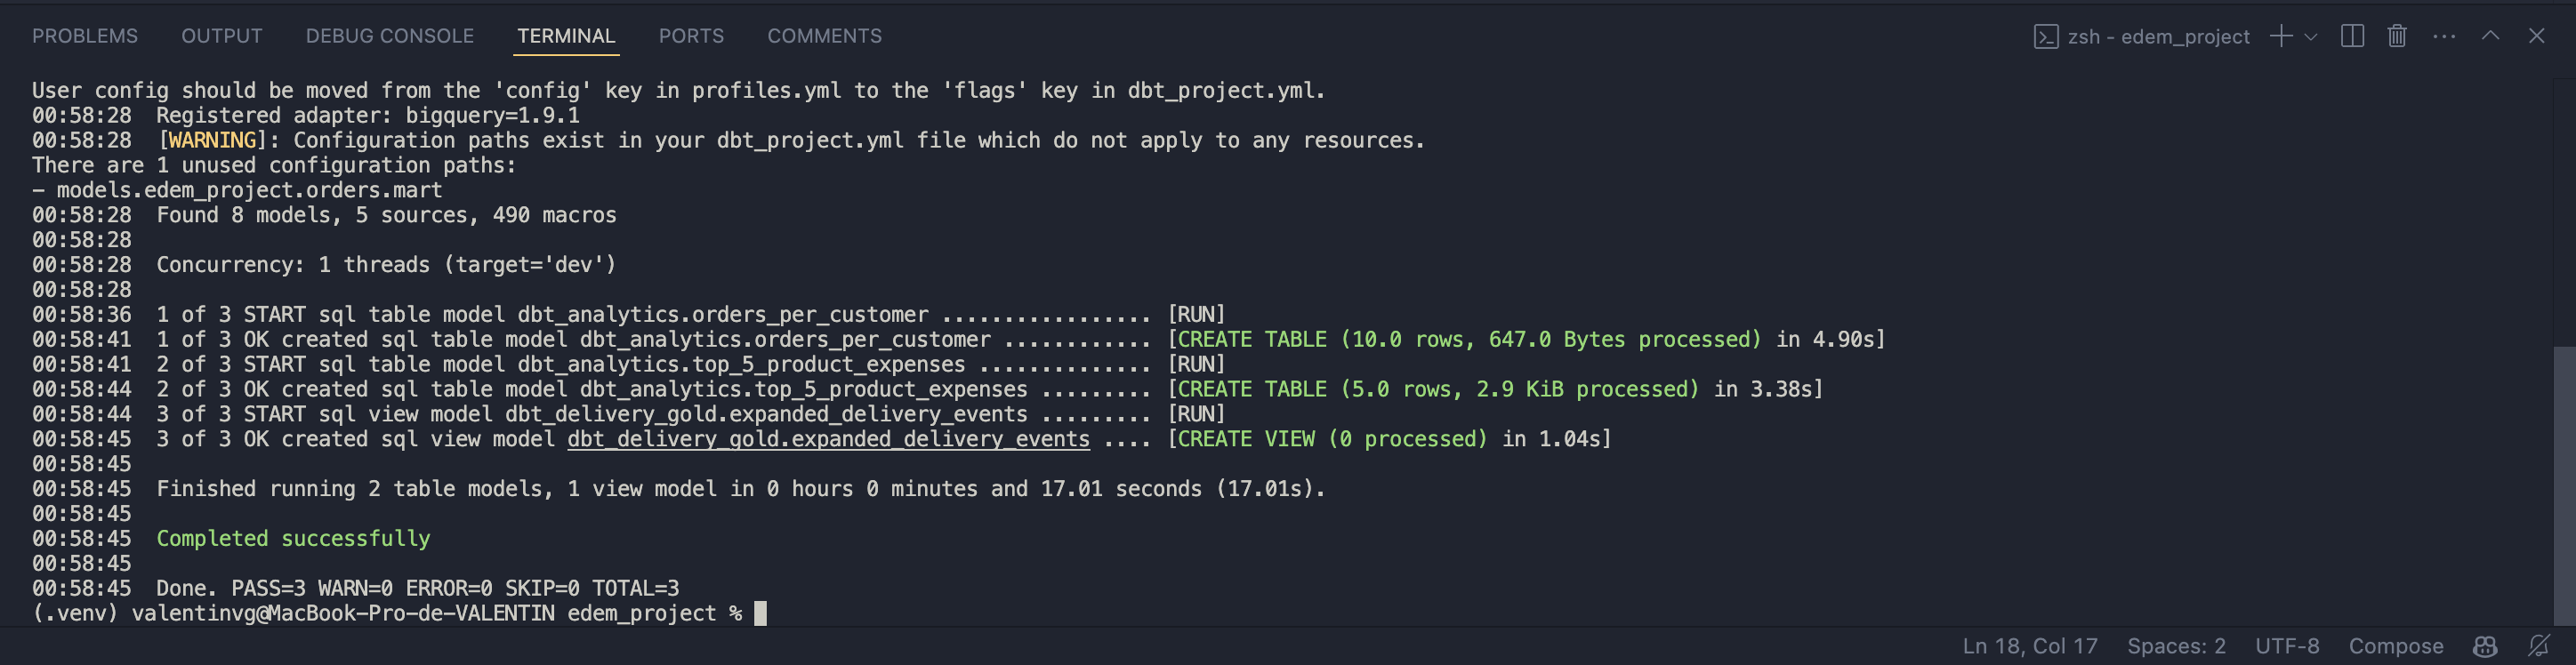 PROBLEMS OUTPUT DEBUG CONSOLE TERMINAL PORTS COMMENTS zsh - edem_project
User config should be moved from the 'config' key in profiles.yml to the 'flags' key in dbt_project.yml.
00:58:28  Registered adapter: bigquery=1.9.1
00:58:28  [WARNING]: Configuration paths exist in your dbt_project.yml file which do not apply to any resources.
There are 1 unused configuration paths:
- models.edem_project.orders.mart
00:58:28  Found 8 models, 5 sources, 490 macros
00:58:28
00:58:28  Concurrency: 1 threads (target='dev')
00:58:28
00:58:36  1 of 3 START sql table model dbt_analytics.orders_per_customer ................. [RUN]
00:58:41  1 of 3 OK created sql table model dbt_analytics.orders_per_customer ............ [CREATE TABLE (10.0 rows, 647.0 Bytes processed) in 4.90s]
00:58:41  2 of 3 START sql table model dbt_analytics.top_5_product_expenses .............. [RUN]
00:58:44  2 of 3 OK created sql table model dbt_analytics.top_5_product_expenses ......... [CREATE TABLE (5.0 rows, 2.9 KiB processed) in 3.38s]
00:58:44  3 of 3 START sql view model dbt_delivery_gold.expanded_delivery_events ......... [RUN]
00:58:45  3 of 3 OK created sql view model dbt_delivery_gold.expanded_delivery_events .... [CREATE VIEW (0 processed) in 1.04s]
00:58:45
00:58:45  Finished running 2 table models, 1 view model in 0 hours 0 minutes and 17.01 seconds (17.01s).
00:58:45
00:58:45  Completed successfully
00:58:45
00:58:45  Done. PASS=3 WARN=0 ERROR=0 SKIP=0 TOTAL=3
(.venv) valentinvg@MacBook-Pro-de-VALENTIN edem_project %
Ln 18, Col 17 Spaces: 2 UTF-8 Compose